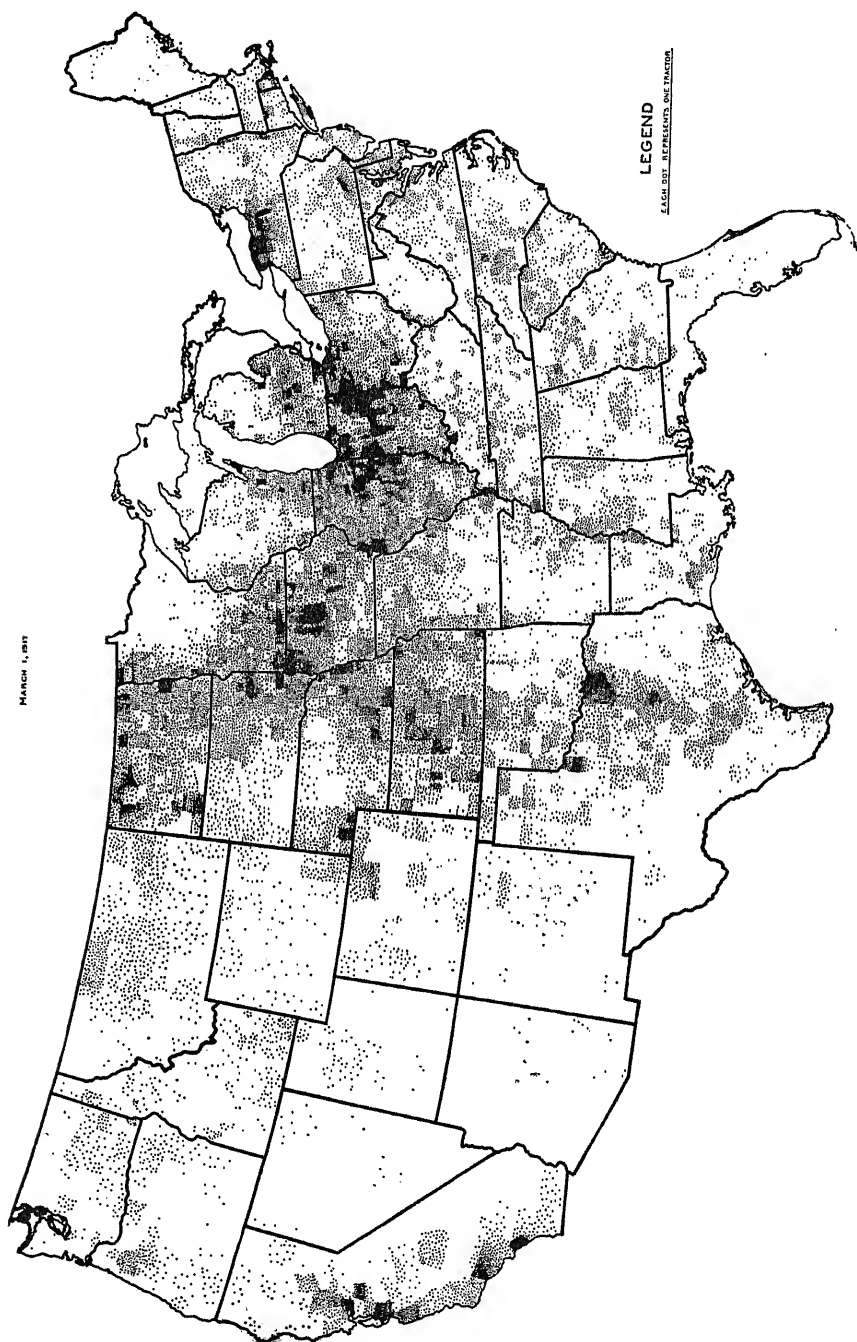 MARCH 1, 1917
LEGEND
EACH DOT REPRESENTS ONE TRACTOR